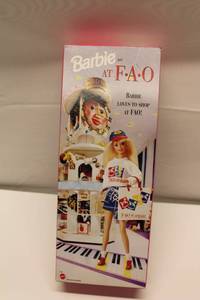 Barbie
AT F·A·O
BARBIE
LOVES TO SHOP
AT FAO!